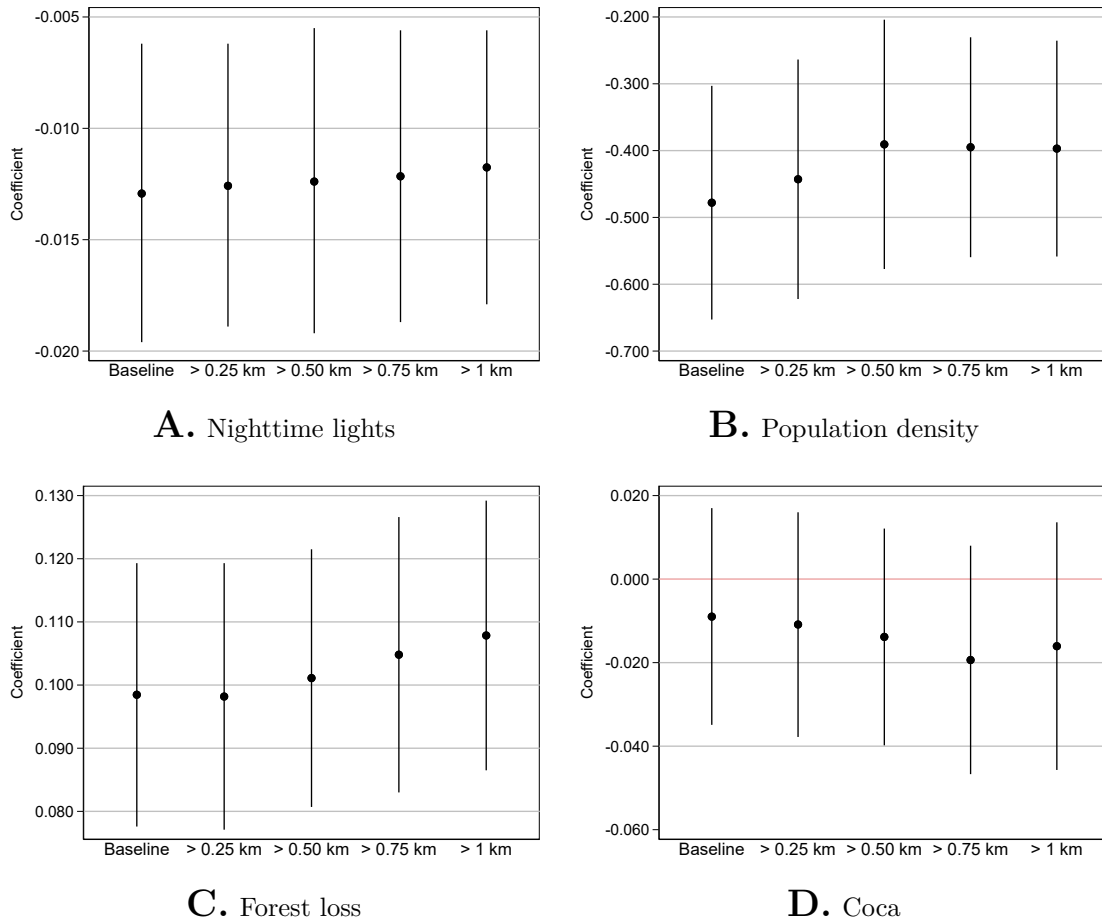 -0.005
-0.010
-0.015
-0.020
Coefficient
Baseline > 0.25 km > 0.50 km > 0.75 km > 1 km
A. Nighttime lights
-0.200
-0.300
-0.400
-0.500
-0.600
-0.700
Coefficient
Baseline > 0.25 km > 0.50 km > 0.75 km > 1 km
B. Population density
0.130
0.120
0.110
0.100
0.090
0.080
Coefficient
Baseline > 0.25 km > 0.50 km > 0.75 km > 1 km
C. Forest loss
0.020
0.000
-0.020
-0.040
-0.060
Coefficient
Baseline > 0.25 km > 0.50 km > 0.75 km > 1 km
D. Coca